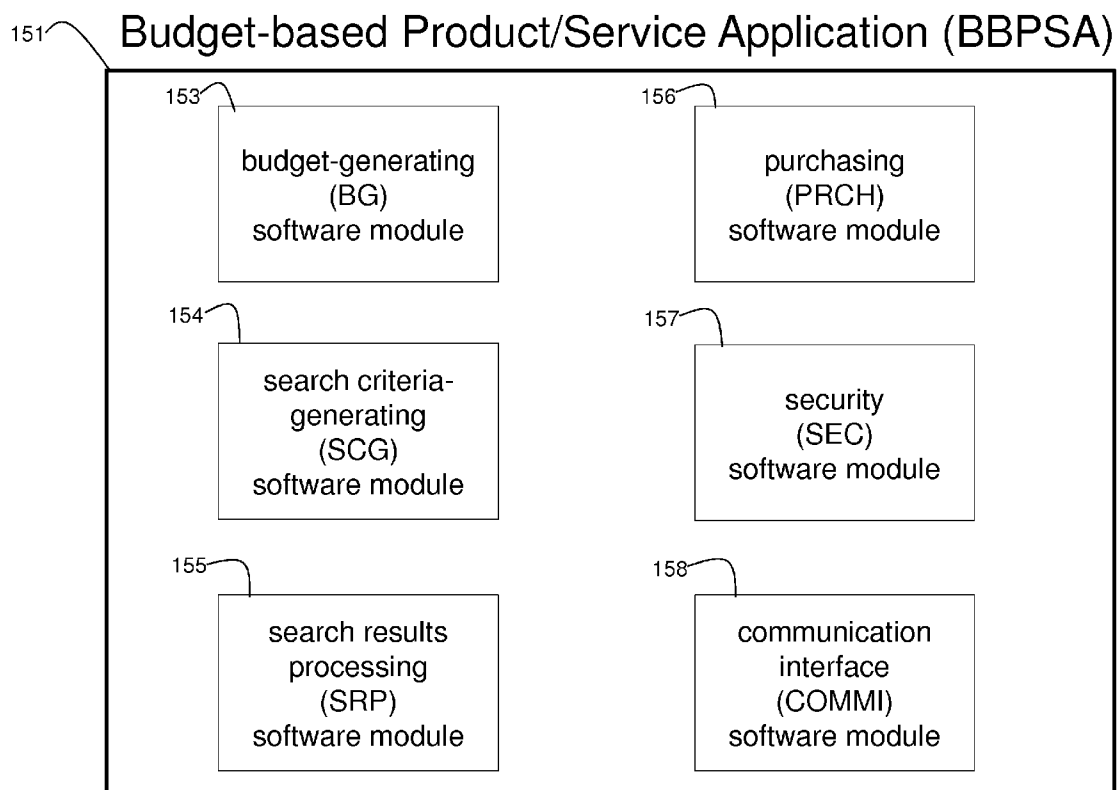 151
Budget-based Product/Service Application (BBPSA)
153
budget-generating
(BG)
software module
156
purchasing
(PRCH)
software module
154
search criteria-
generating
(SCG)
software module
157
security
(SEC)
software module
155
search results
processing
(SRP)
software module
158
communication
interface
(COMMI)
software module